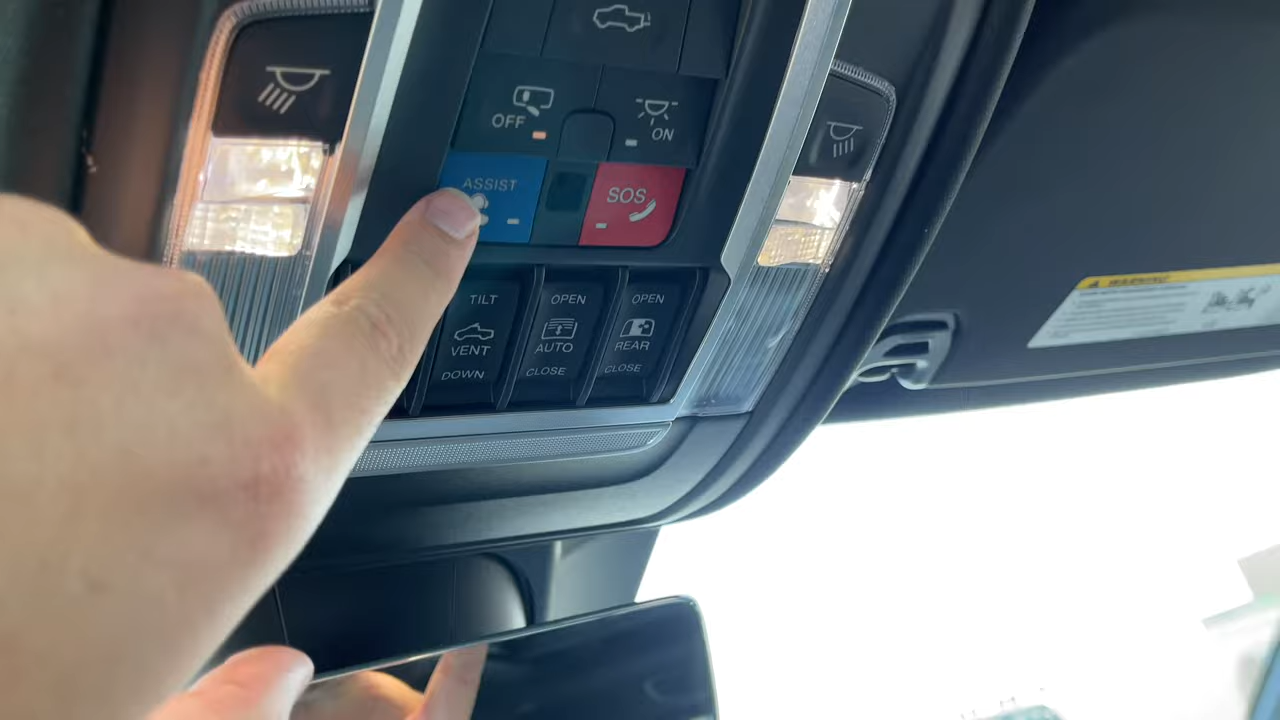 OFF
ON
ASSIST
SOS
TILT
VENT
DOWN
OPEN
AUTO
CLOSE
OPEN
REAR
CLOSE
WARNING